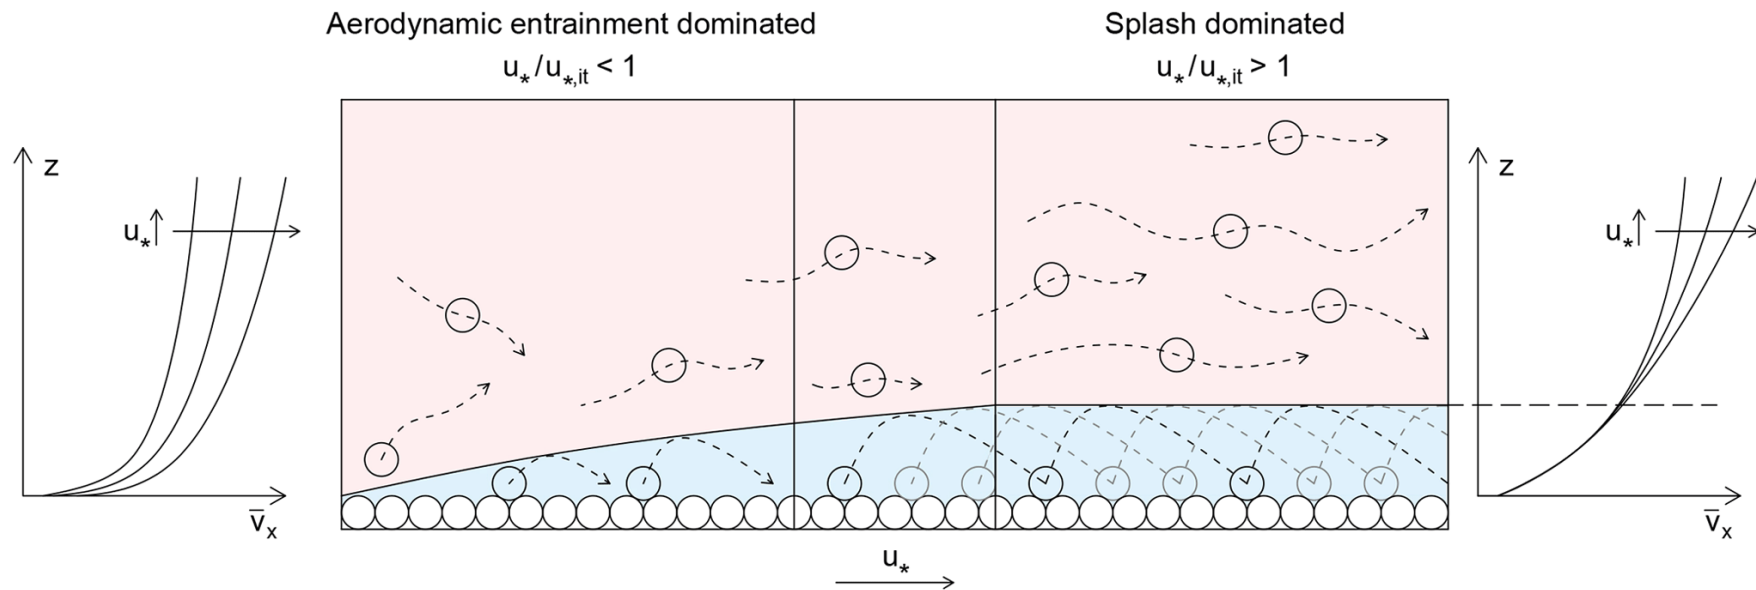 Aerodynamic entrainment dominated
u*/u*,it < 1
Splash dominated
u*/u*,it > 1
z
u*↑
v̅x
z
u*↑
v̅x
u*